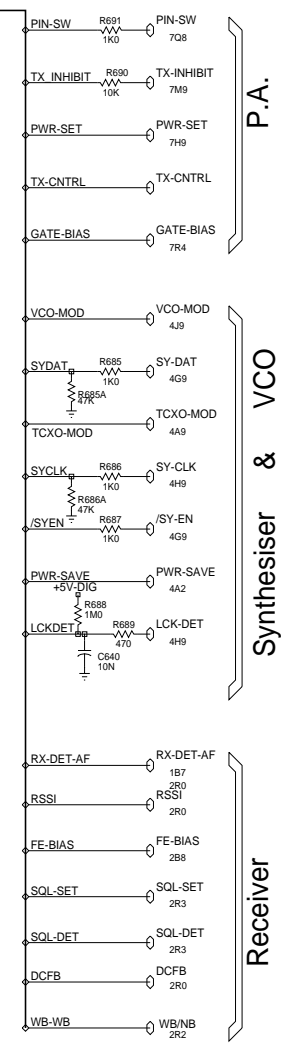 PIN-SW R691 1K0 PIN-SW 7Q8
TX_INHIBIT R690 10K TX-INHIBIT 7M9
PWR-SET PWR-SET 7H9
TX-CNTRL TX-CNTRL
GATE-BIAS GATE-BIAS 7R4
P.A.
VCO-MOD VCO-MOD 4J9
SYDAT R685 1K0 SY-DAT 4G9
R685A 47K
TCXO-MOD TCXO-MOD 4A9
SYCLK R686 1K0 SY-CLK 4H9
R686A 47K
/SYEN R687 1K0 /SY-EN 4G9
PWR-SAVE PWR-SAVE 4A2
+5V-DIG
R688 1M0
LCKDET R689 470 LCK-DET 4H9
C640 10N
Synthesiser & VCO
RX-DET-AF RX-DET-AF 1B7 2R0
RSSI RSSI 2R0
FE-BIAS FE-BIAS 2B8
SQL-SET SQL-SET 2R3
SQL-DET SQL-DET 2R3
DCFB DCFB 2R0
WB-WB WB/NB 2R2
Receiver